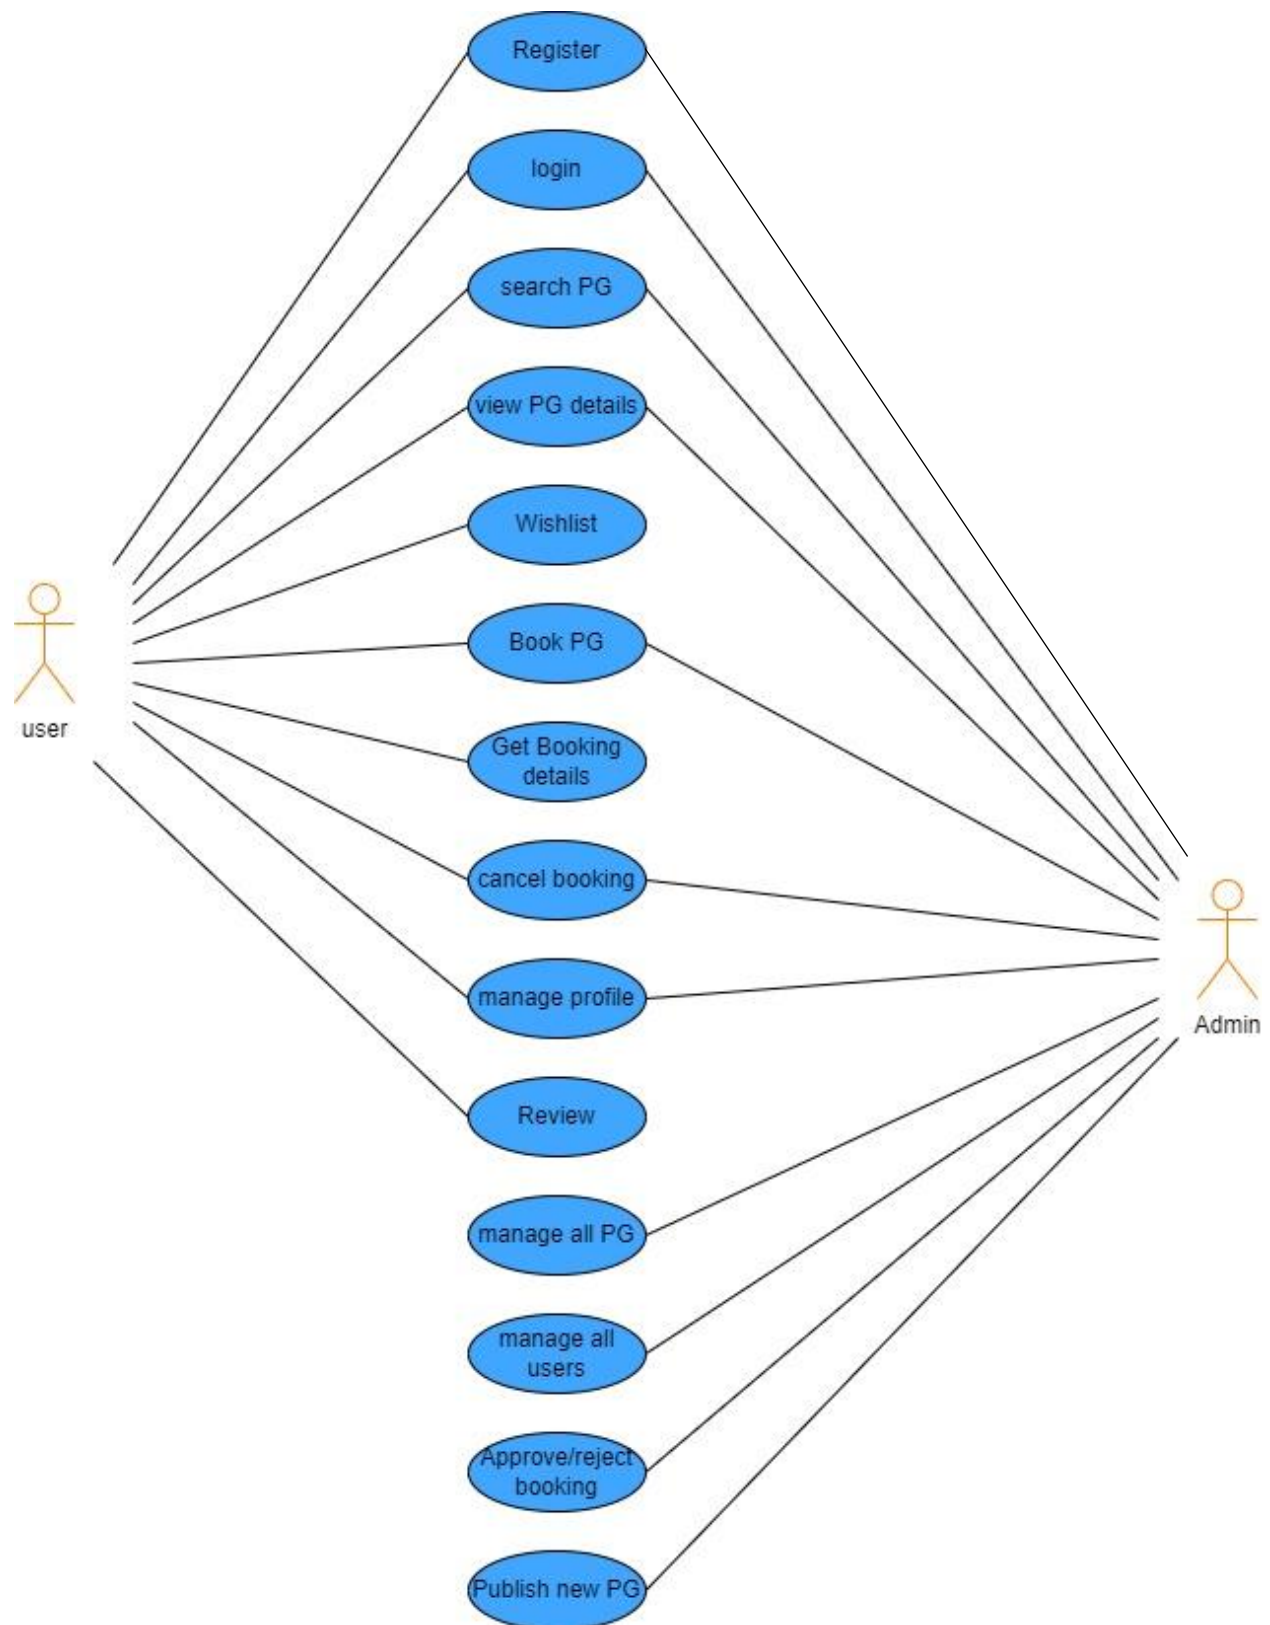 Register
login
search PG
view PG details
Wishlist
Book PG
user
Get Booking
details
cancel booking
manage profile
Admin
Review
manage all PG
manage all
users
Approve/reject
booking
Publish new PG